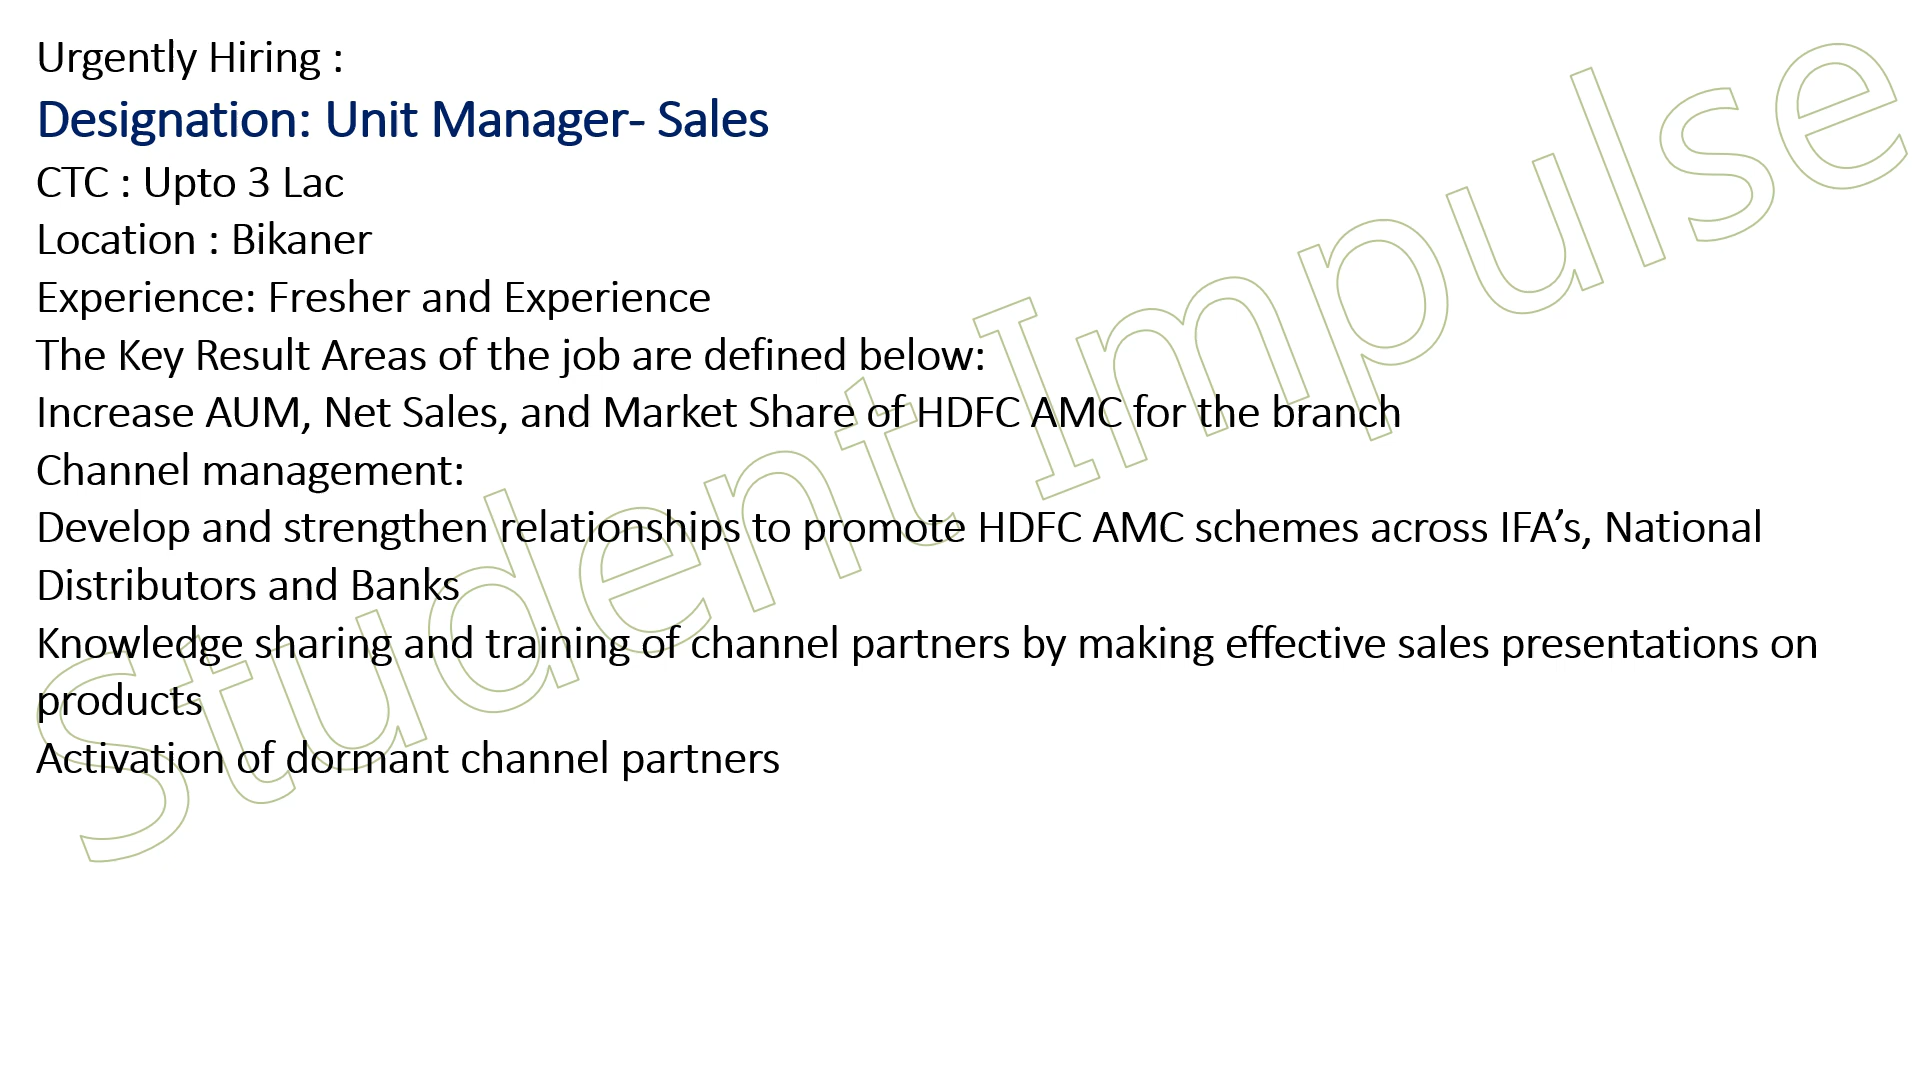 Urgently Hiring :
Designation: Unit Manager- Sales
CTC : Upto 3 Lac
Location : Bikaner
Experience: Fresher and Experience
The Key Result Areas of the job are defined below:
Increase AUM, Net Sales, and Market Share of HDFC AMC for the branch
Channel management:
Develop and strengthen relationships to promote HDFC AMC schemes across IFA’s, National
Distributors and Banks
Knowledge sharing and training of channel partners by making effective sales presentations on
products
Activation of dormant channel partners
Student Impulse